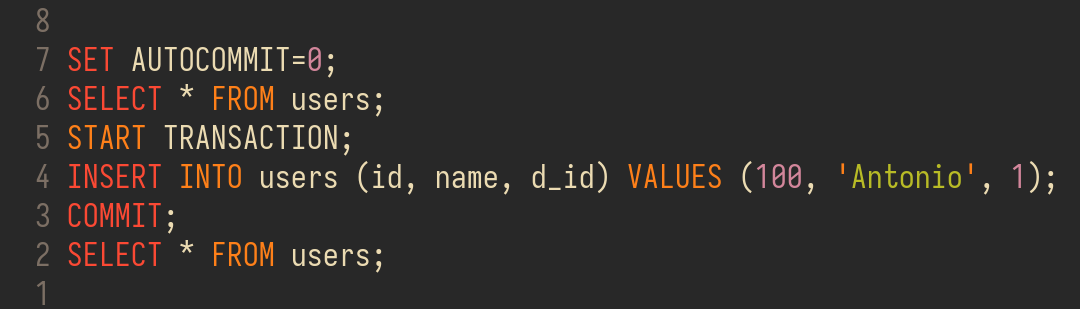 8
7 SET AUTOCOMMIT=0;
6 SELECT * FROM users;
5 START TRANSACTION;
4 INSERT INTO users (id, name, d_id) VALUES (100, 'Antonio', 1);
3 COMMIT;
2 SELECT * FROM users;
1